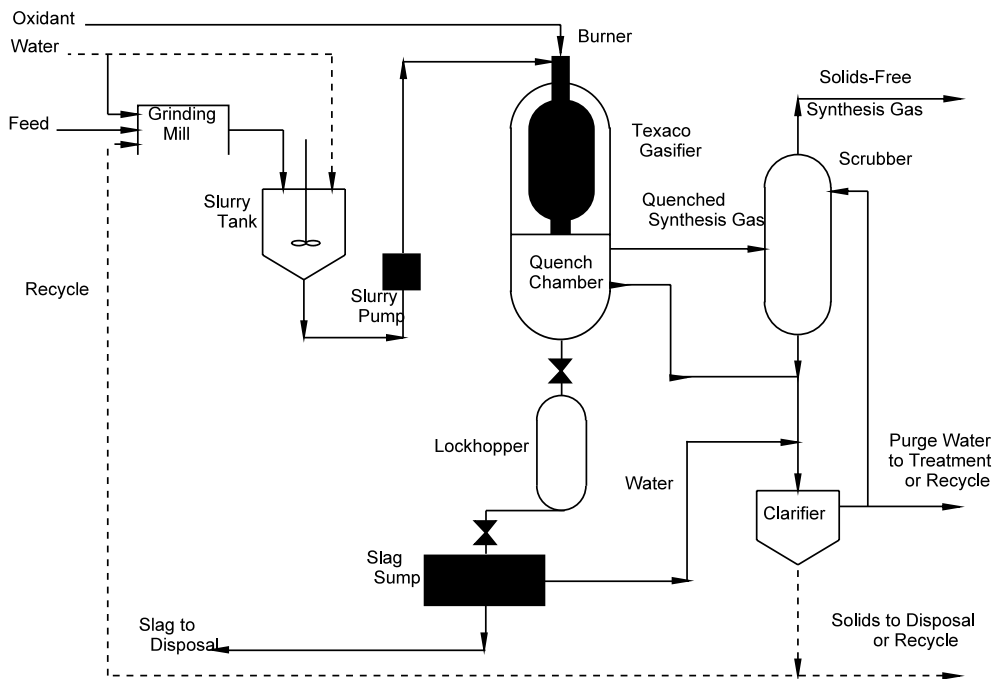 Oxidant
Water
Feed
Grinding
Mill
Slurry
Tank
Recycle
Slurry
Pump
Burner
Texaco
Gasifier
Quenched
Synthesis Gas
Quench
Chamber
Solids-Free
Synthesis Gas
Scrubber
Lockhopper
Water
Purge Water
to Treatment
or Recycle
Clarifier
Slag
Sump
Slag to
Disposal
Solids to Disposal
or Recycle